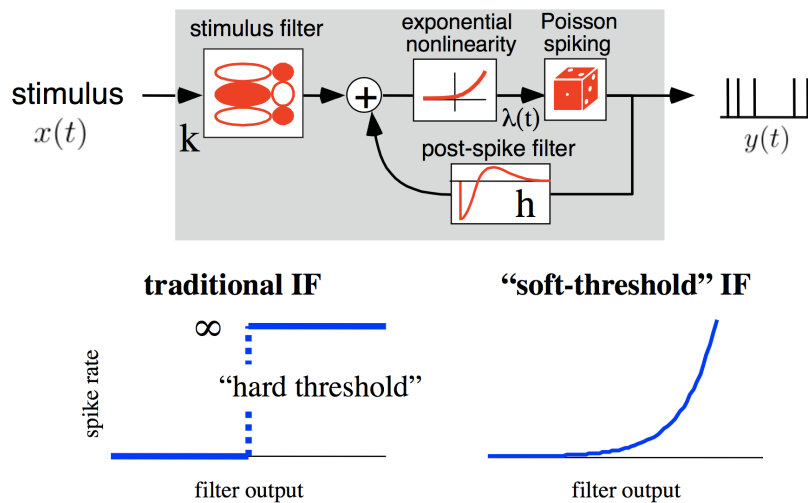 stimulus filter
exponential
nonlinearity
Poisson
spiking
stimulus
x(t)
k
+
λ(t)
post-spike filter
h
y(t)
traditional IF
“soft-threshold” IF
∞
“hard threshold”
spike rate
filter output
filter output